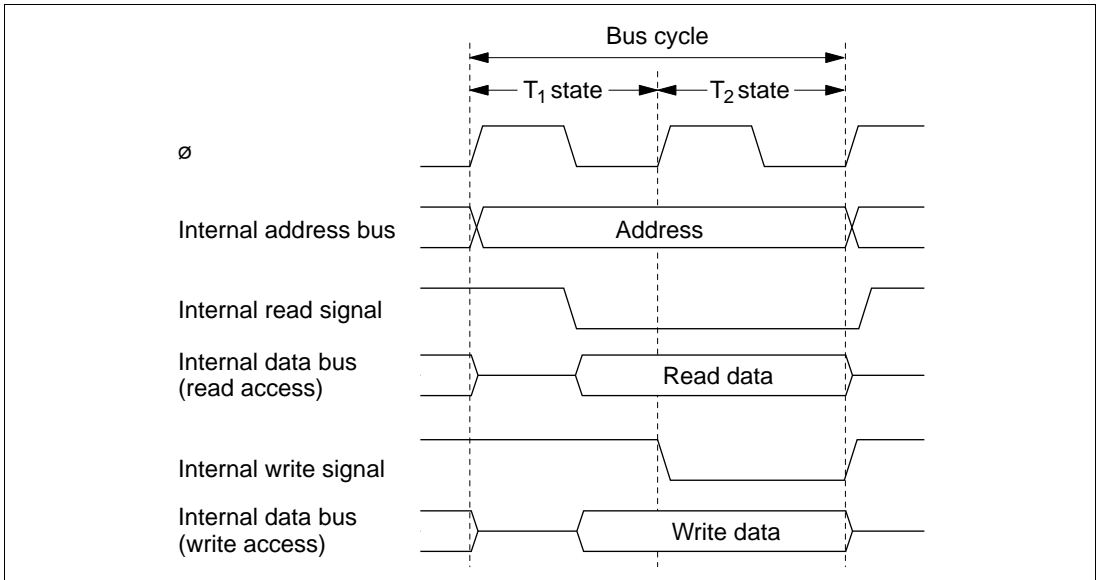 Bus cycle
T₁ state T₂ state
ø
Internal address bus Address
Internal read signal
Internal data bus
(read access) Read data
Internal write signal
Internal data bus
(write access) Write data